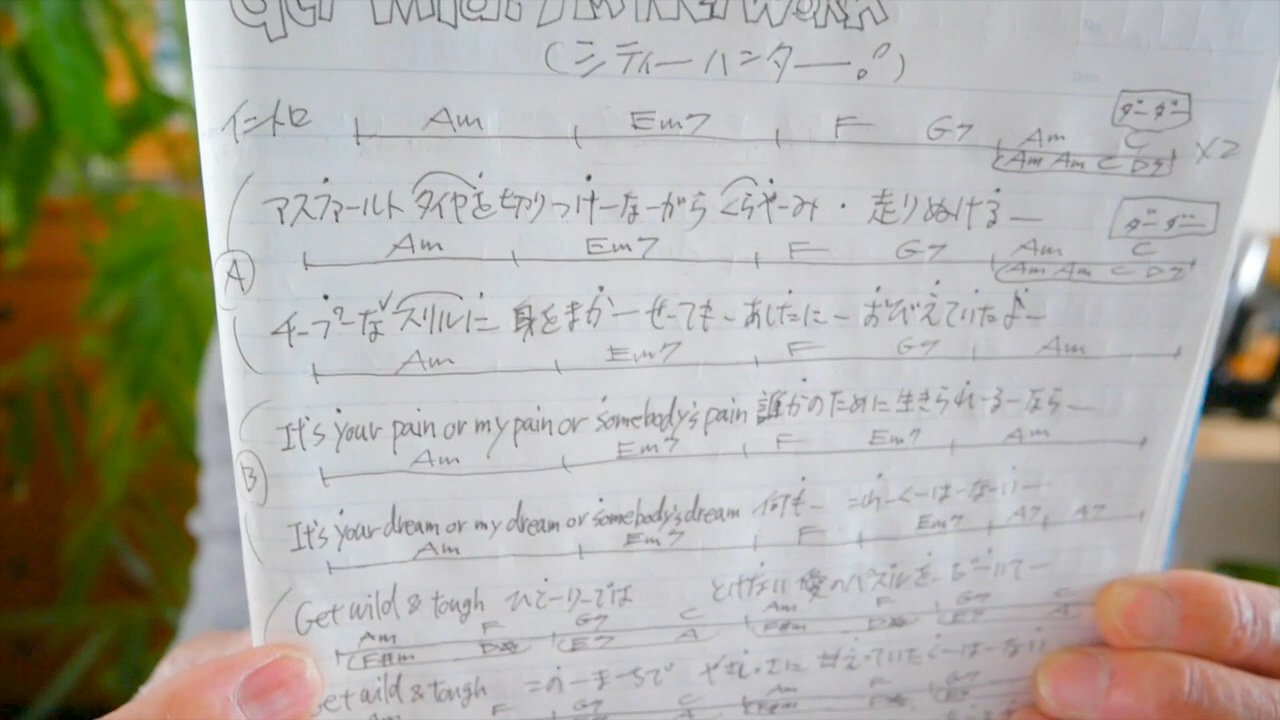 Get Wild / TM NETWORK
(シティーハンター。)
イントロ Am Em7 F G7 Am C ダーダー ×2
(Am Am C D7)
アスファールト タイヤを切りつけーなーがら くらやーみ・走りぬけるー
Am Em7 F G7 Am C ダーダー
(Am Am C D7)
A
チープーな スリルに 身をまかーせーてもーあしたにーおびえていたよー
Am Em7 F G7 Am
It's your pain or my pain or somebody's pain 誰かのために生きられーるーならー
Am Em7 F Em7 Am
B
It's your dream or my dream or somebody's dream 何もー こわーくーはーなーいー
Am Em7 F Em7 A7 A7
Get wild & tough ひとーりーでは とけない愛のパズルをーだーいてー
Am F G7 C Am F G7 C
F#m E7 A F#m E7 A
Get wild & tough このーまーちで やさしさに 甘えーていたくーはーない
Am F G7 C Am F G7